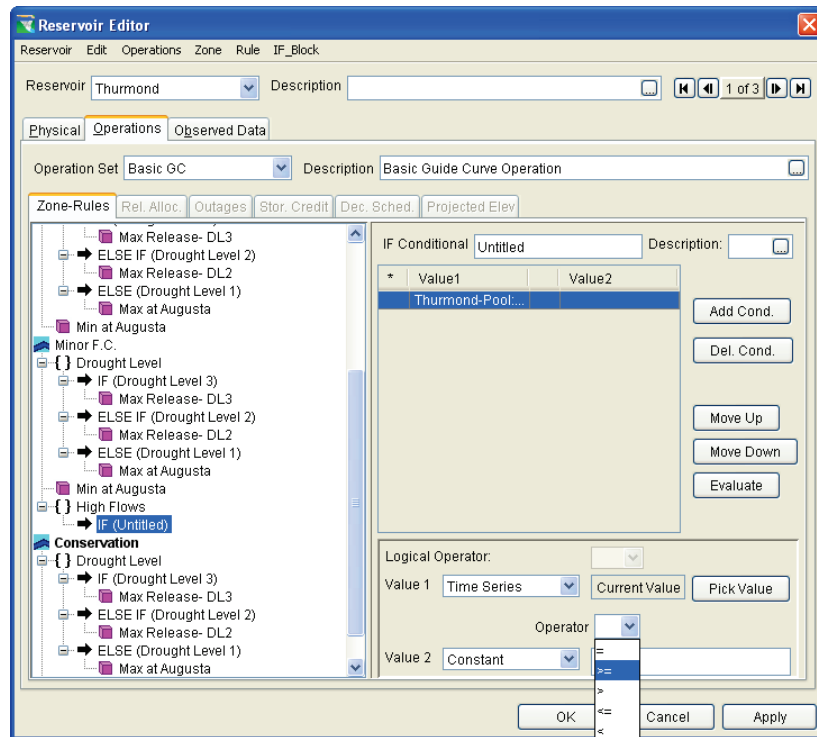 Reservoir Editor
Reservoir Edit Operations Zone Rule IF_Block
Reservoir Thurmond Description ... 1 of 3
Physical Operations Observed Data
Operation Set Basic GC Description Basic Guide Curve Operation ...
Zone-Rules Rel. Alloc. Outages Stor. Credit Dec. Sched. Projected Elev
Max Release- DL3
ELSE IF (Drought Level 2)
Max Release- DL2
ELSE (Drought Level 1)
Max at Augusta
Min at Augusta
Minor F.C.
{ } Drought Level
IF (Drought Level 3)
Max Release- DL3
ELSE IF (Drought Level 2)
Max Release- DL2
ELSE (Drought Level 1)
Max at Augusta
Min at Augusta
{ } High Flows
IF (Untitled)
Conservation
{ } Drought Level
IF (Drought Level 3)
Max Release- DL3
ELSE IF (Drought Level 2)
Max Release- DL2
ELSE (Drought Level 1)
Max at Augusta
IF Conditional Untitled Description: ...
* Value1 Value2
Thurmond-Pool:...
Add Cond.
Del. Cond.
Move Up
Move Down
Evaluate
Logical Operator:
Value 1 Time Series Current Value Pick Value
Operator
Value 2 Constant
=
>=
>
<=
<
OK Cancel Apply